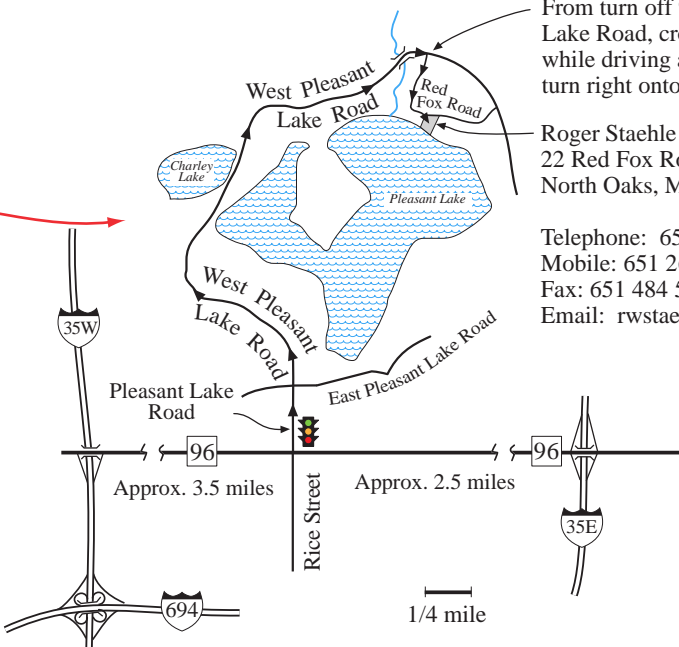 From turn off
Lake Road, cr
while driving a
turn right onto
West Pleasant
Lake Road
Red
Fox Road
Roger Staehle
22 Red Fox Ro
North Oaks, M
Charley
Lake
Pleasant Lake
Telephone: 65
Mobile: 651 2
Fax: 651 484 5
Email: rwstae
West Pleasant
Lake Road
35W
East Pleasant Lake Road
Pleasant Lake
Road
96
96
Approx. 3.5 miles
Approx. 2.5 miles
Rice Street
35E
694
1/4 mile